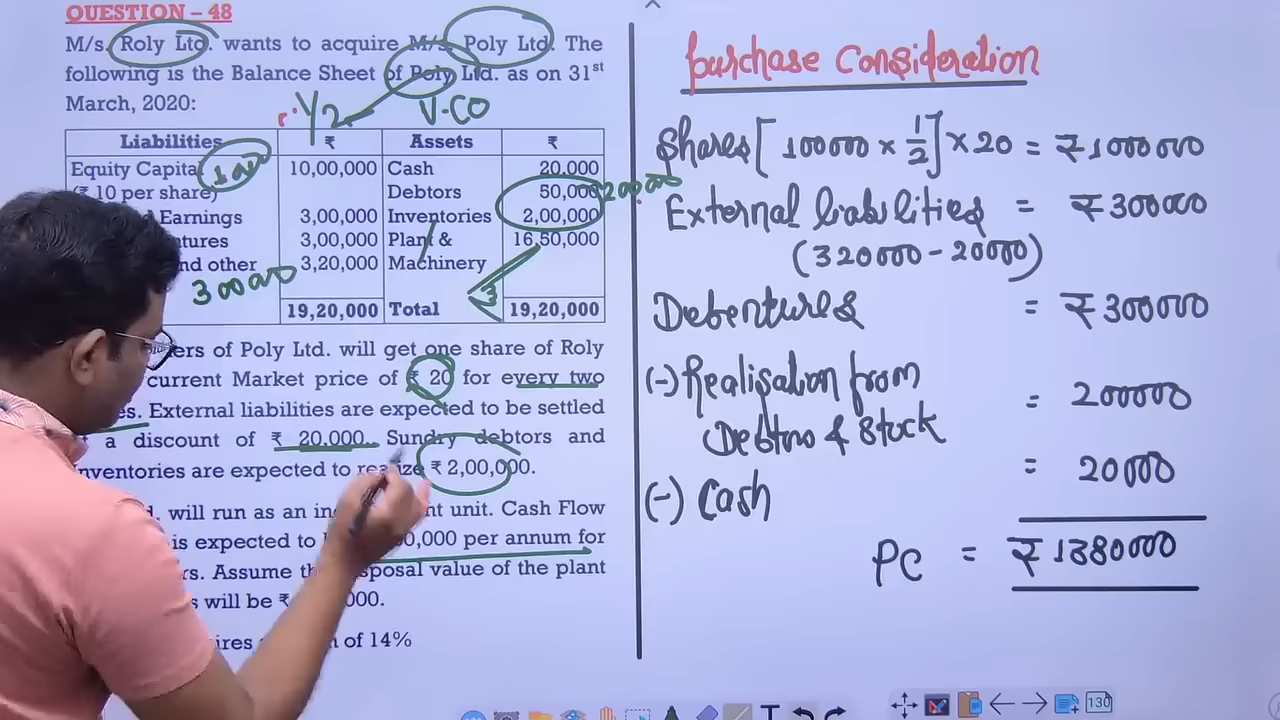 QUESTION – 48
M/s. Roly Ltd. wants to acquire M/s. Poly Ltd. The
following is the Balance Sheet of Poly Ltd. as on 31st
March, 2020:
1/2 V.CO
Liabilities ₹ Assets ₹
Equity Capital 10,00,000 Cash 20,000
(₹ 10 per share) Debtors 50,000 200000
Earnings 3,00,000 Inventories 2,00,000
3,00,000 Plant & 16,50,000
other 3,20,000 Machinery
300000
19,20,000 Total 19,20,000
of Poly Ltd. will get one share of Roly
current Market price of ₹ 20 for every two
External liabilities are expected to be settled
a discount of ₹ 20,000. Sundry debtors and
Inventories are expected to realize ₹ 2,00,000.
will run as an unit. Cash Flow
is expected to per annum for
Assume the disposal value of the plant
will be ₹
of 14%
Purchase Consideration
Shares [ 100000 × 1/2 ] × 20 = ₹ 1000000
External liabilities = ₹ 300000
(320000 - 20000)
Debentures = ₹ 300000
(-) Realisation from
Debtors & Stock = 200000
(-) Cash = 20000
PC = ₹ 1380000
130